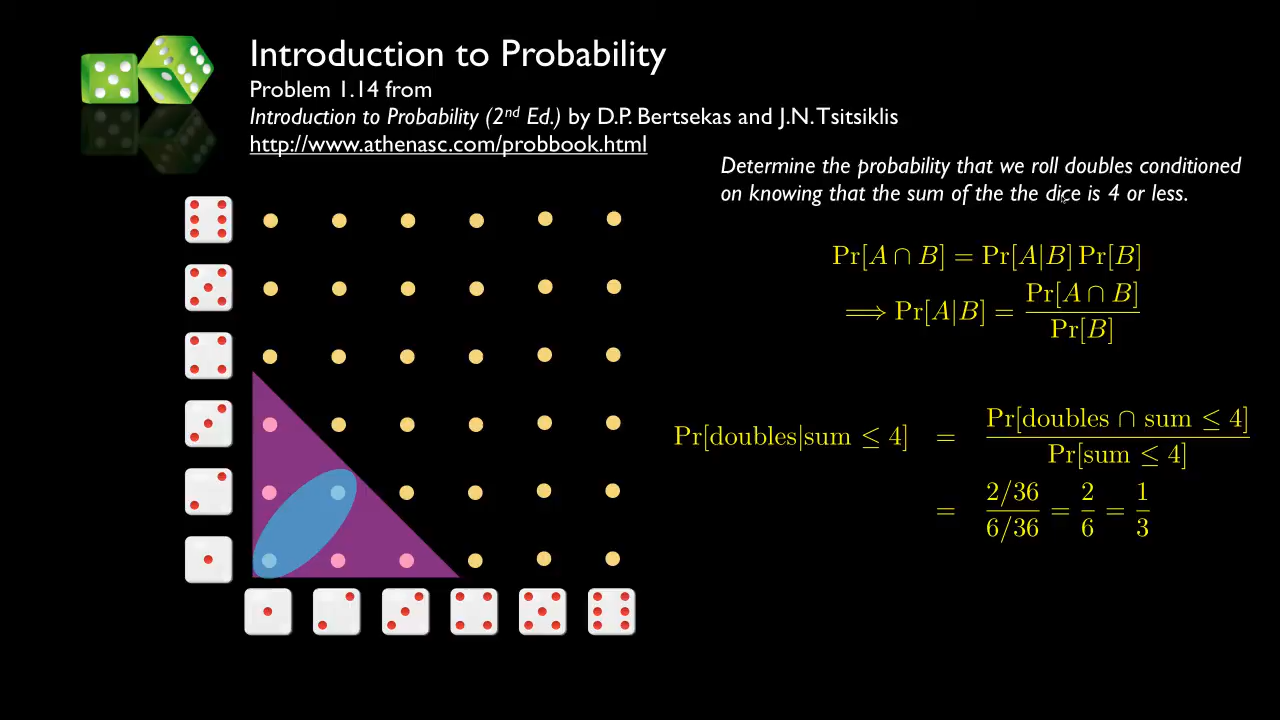 Introduction to Probability
Problem 1.14 from
Introduction to Probability (2nd Ed.) by D.P. Bertsekas and J.N. Tsitsiklis
http://www.athenasc.com/probbook.html
Determine the probability that we roll doubles conditioned
on knowing that the sum of the the dice is 4 or less.
Pr[A ∩ B] = Pr[A|B] Pr[B]
⟹ Pr[A|B] = Pr[A ∩ B] / Pr[B]
Pr[doubles|sum ≤ 4] = Pr[doubles ∩ sum ≤ 4] / Pr[sum ≤ 4]
= 2/36 / 6/36 = 2/6 = 1/3